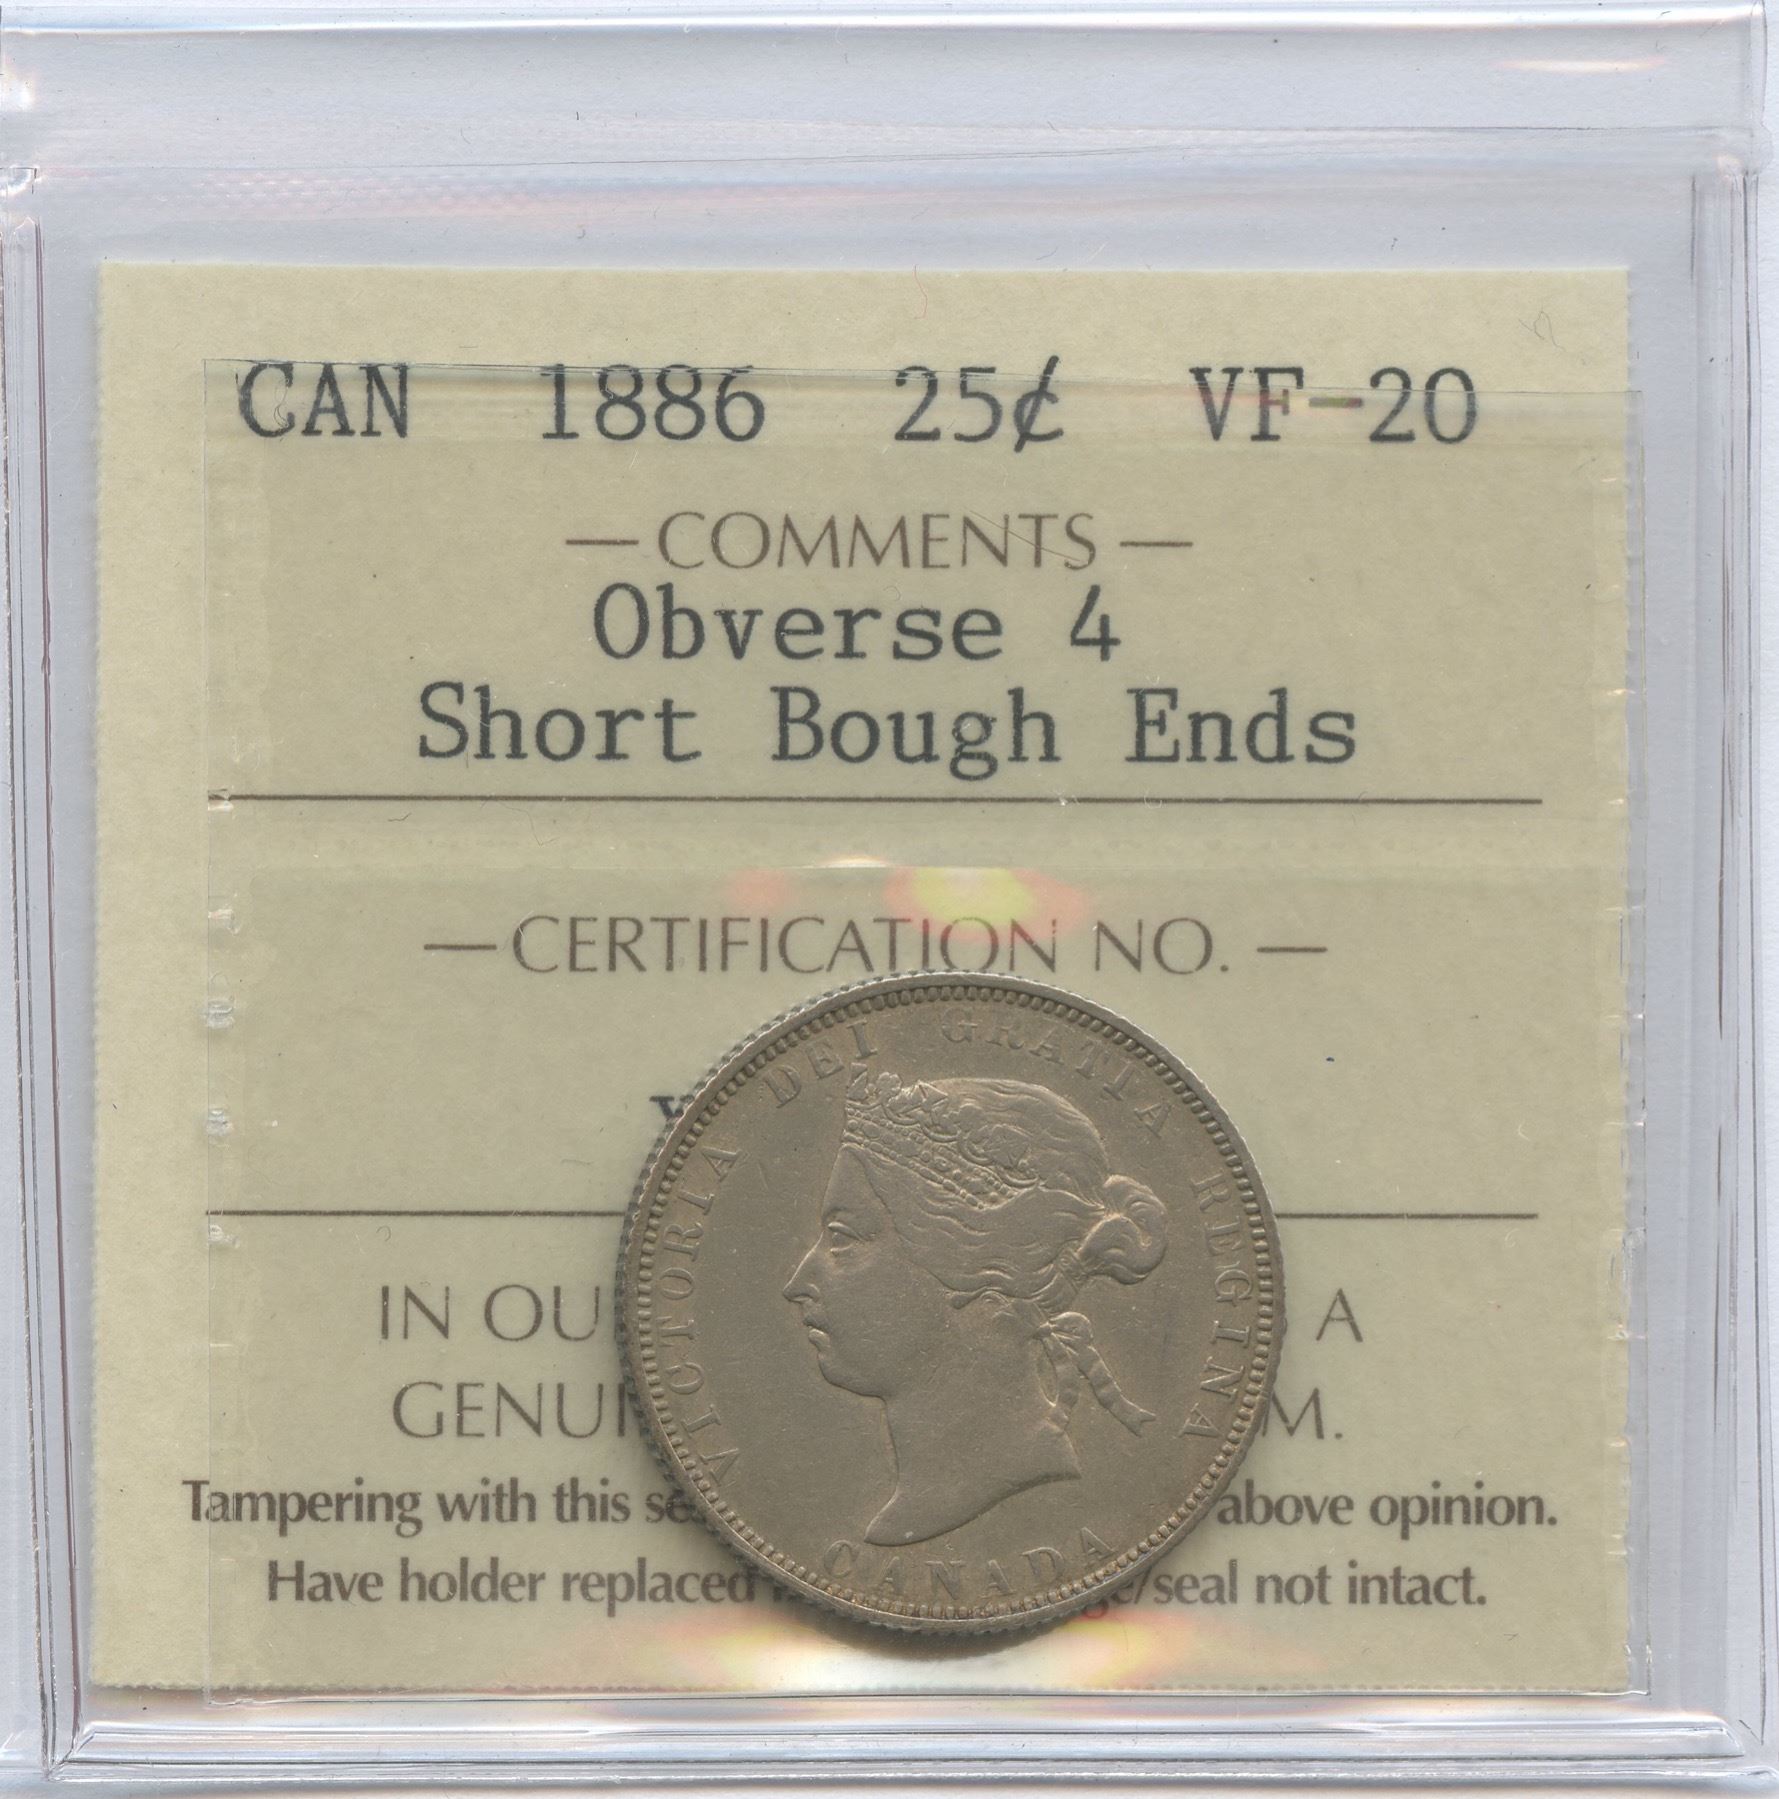 CAN 1886 25¢ VF-20
— COMMENTS —
Obverse 4
Short Bough Ends
— CERTIFICATION NO. —
VICTORIA DEI GRATIA REGINA
CANADA
IN OU A
GENUI M.
Tampering with this se above opinion.
Have holder replaced e/seal not intact.